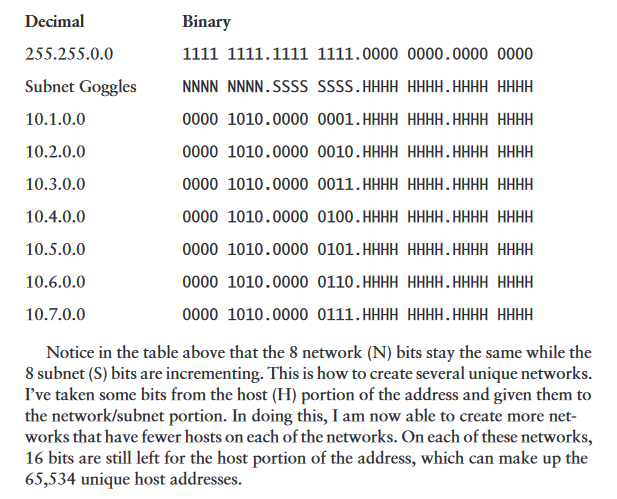 Decimal Binary
255.255.0.0 1111 1111.1111 1111.0000 0000.0000 0000
Subnet Goggles NNNN NNNN.SSSS SSSS.HHHH HHHH.HHHH HHHH
10.1.0.0 0000 1010.0000 0001.HHHH HHHH.HHHH HHHH
10.2.0.0 0000 1010.0000 0010.HHHH HHHH.HHHH HHHH
10.3.0.0 0000 1010.0000 0011.HHHH HHHH.HHHH HHHH
10.4.0.0 0000 1010.0000 0100.HHHH HHHH.HHHH HHHH
10.5.0.0 0000 1010.0000 0101.HHHH HHHH.HHHH HHHH
10.6.0.0 0000 1010.0000 0110.HHHH HHHH.HHHH HHHH
10.7.0.0 0000 1010.0000 0111.HHHH HHHH.HHHH HHHH
Notice in the table above that the 8 network (N) bits stay the same while the
8 subnet (S) bits are incrementing. This is how to create several unique networks.
I've taken some bits from the host (H) portion of the address and given them to
the network/subnet portion. In doing this, I am now able to create more net-
works that have fewer hosts on each of the networks. On each of these networks,
16 bits are still left for the host portion of the address, which can make up the
65,534 unique host addresses.